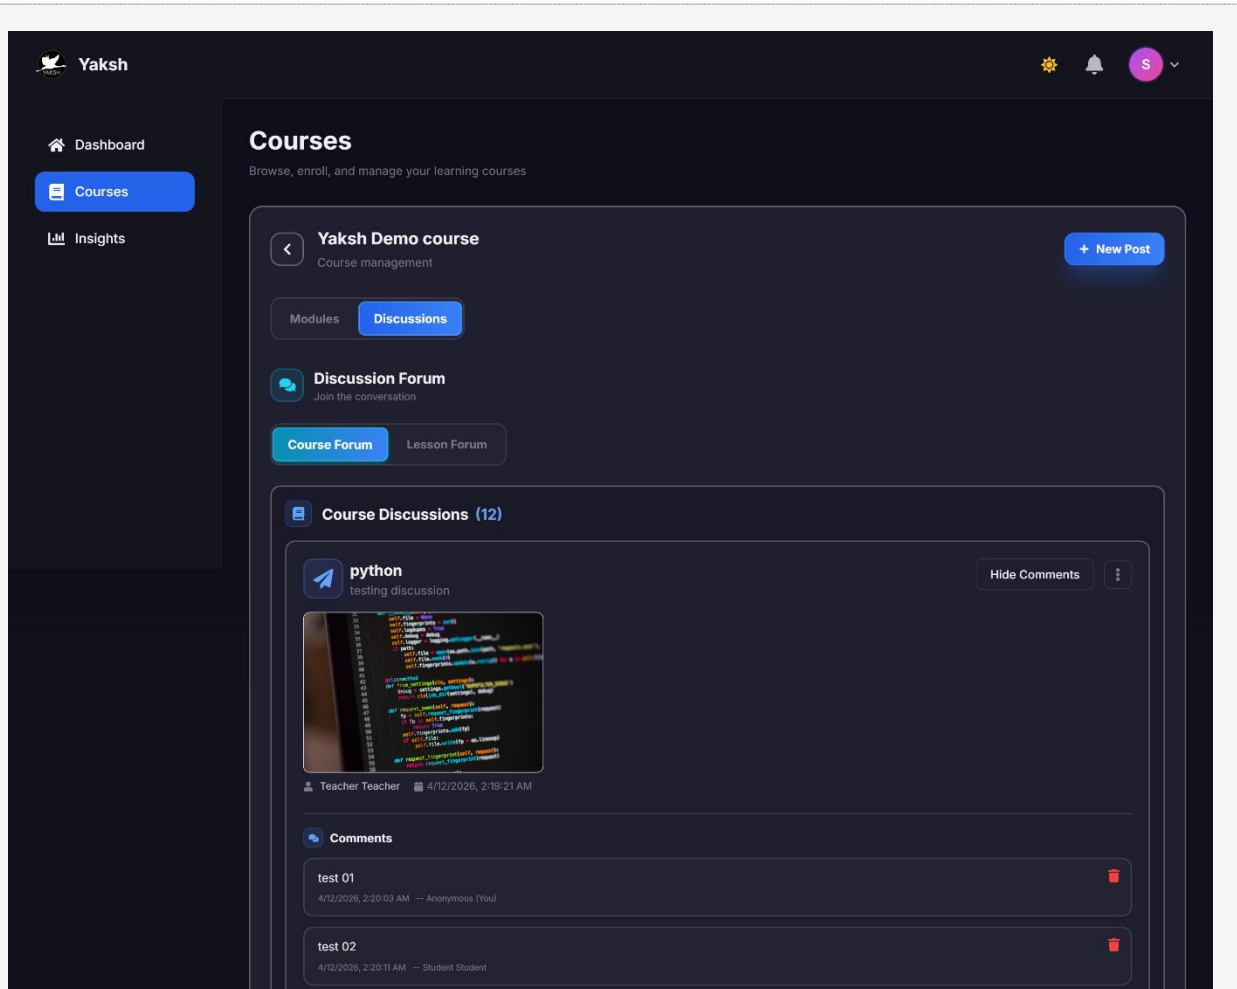 Yaksh
S
Dashboard
Courses
Insights
Courses
Browse, enroll, and manage your learning courses
Yaksh Demo course
Course management
+ New Post
Modules
Discussions
Discussion Forum
Join the conversation
Course Forum
Lesson Forum
Course Discussions (12)
python
testing discussion
Hide Comments
Teacher Teacher
4/12/2026, 2:19:21 AM
Comments
test 01
4/12/2026, 2:20:03 AM -- Anonymous (You)
test 02
4/12/2026, 2:20:11 AM -- Student Student